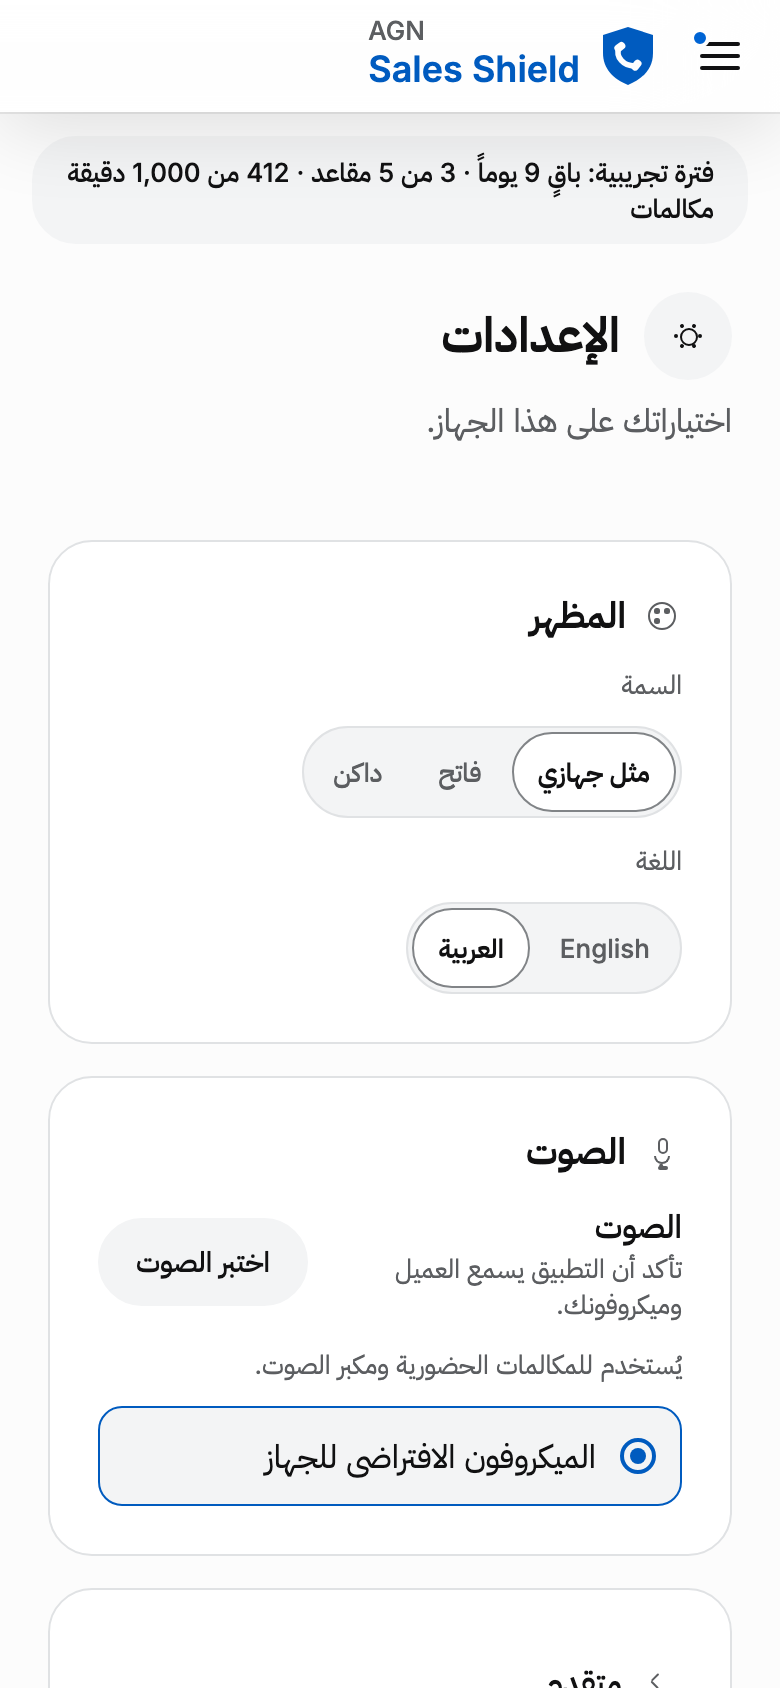 AGN
Sales Shield
فترة تجريبية: باقٍ 9 يوماً · 3 من 5 مقاعد · 412 من 1,000 دقيقة
مكالمات
الإعدادات
اختياراتك على هذا الجهاز.
المظهر
السمة
مثل جهازي
فاتح
داكن
اللغة
English
العربية
الصوت
الصوت
تأكد أن التطبيق يسمع العميل
وميكروفونك.
اختبر الصوت
يُستخدم للمكالمات الحضورية ومكبر الصوت.
الميكروفون الافتراضي للجهاز
متقدم